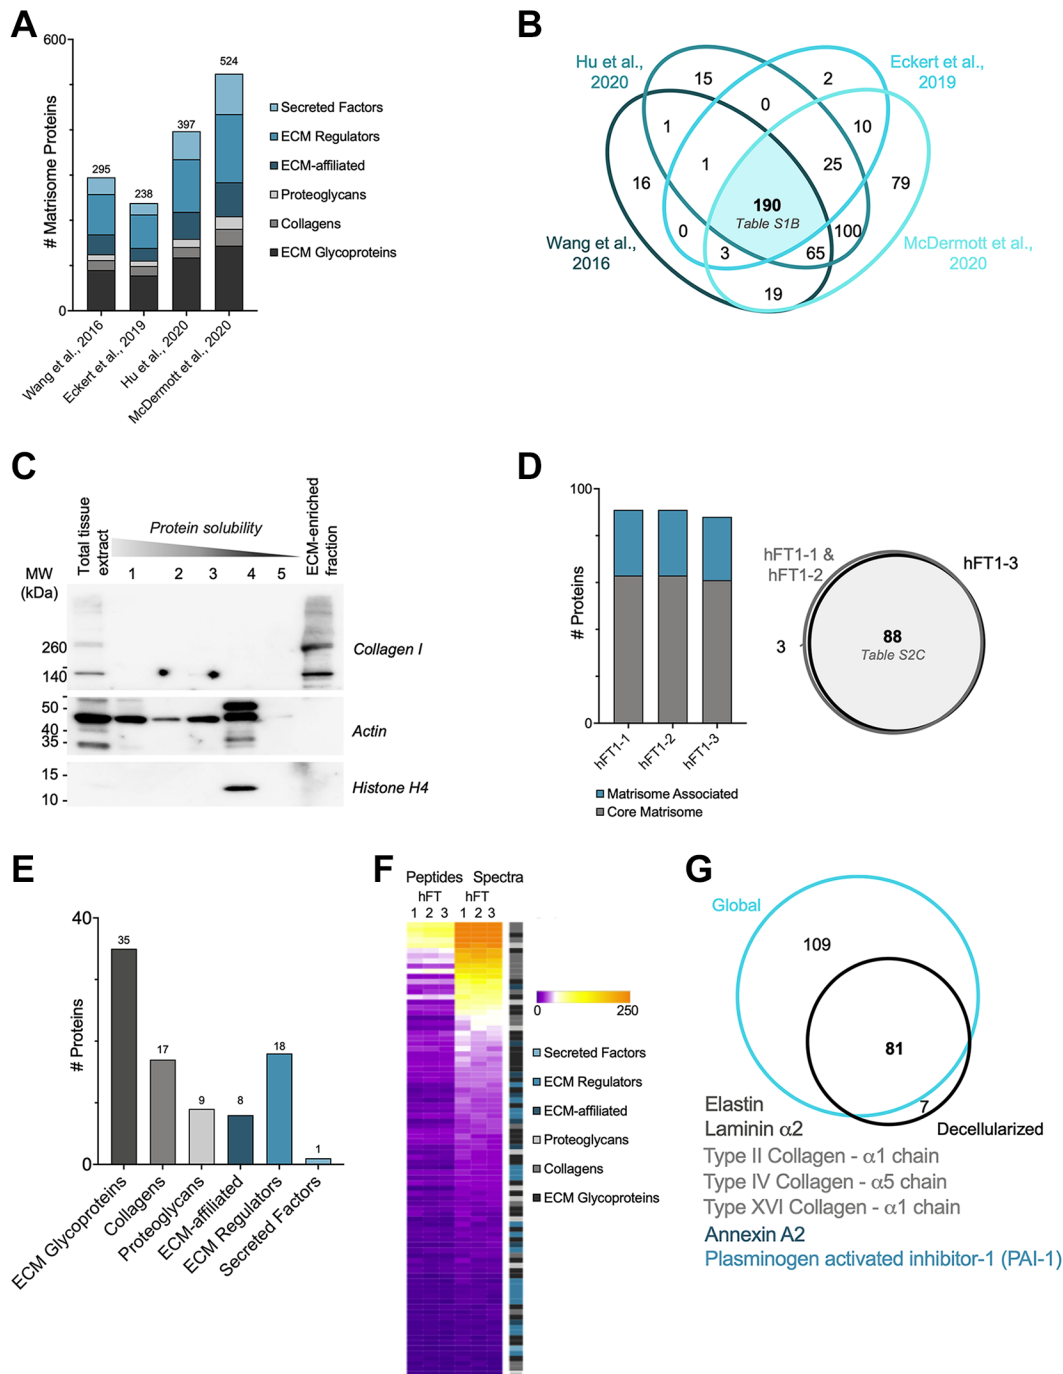 A
600
524
397
295
238
# Matrisome Proteins
0
Wang et al., 2016
Eckert et al., 2019
Hu et al., 2020
McDermott et al., 2020
Secreted Factors
ECM Regulators
ECM-affiliated
Proteoglycans
Collagens
ECM Glycoproteins
B
Hu et al.,
2020
Eckert et al.,
2019
Wang et al.,
2016
McDermott et al.,
2020
15
2
0
1
10
1
25
16
79
190
Table S1B
0
100
3
65
19
C
Total tissue
extract
Protein solubility
ECM-enriched
fraction
1 2 3 4 5
MW
(kDa)
260
140
Collagen I
50
40
35
Actin
15
10
Histone H4
D
100
# Proteins
0
hFT1-1
hFT1-2
hFT1-3
Matrisome Associated
Core Matrisome
hFT1-1 &
hFT1-2
hFT1-3
3
88
Table S2C
E
40
# Proteins
0
35
17
9
8
18
1
ECM Glycoproteins
Collagens
Proteoglycans
ECM-affiliated
ECM Regulators
Secreted Factors
F
Peptides Spectra
hFT hFT
1 2 3 1 2 3
0 250
Secreted Factors
ECM Regulators
ECM-affiliated
Proteoglycans
Collagens
ECM Glycoproteins
G
Global
109
81
7
Decellularized
Elastin
Laminin α2
Type II Collagen - α1 chain
Type IV Collagen - α5 chain
Type XVI Collagen - α1 chain
Annexin A2
Plasminogen activated inhibitor-1 (PAI-1)